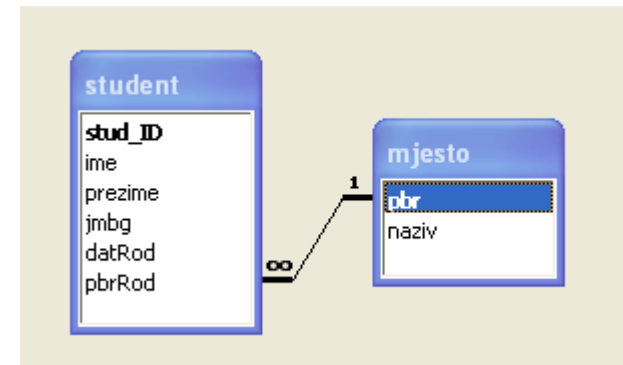 student
stud_ID
ime
prezime
jmbg
datRod
pbrRod
∞
1
mjesto
pbr
naziv